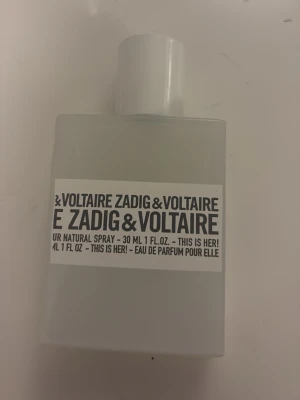 &VOLTAIRE ZADIG&VOLTAIRE
E ZADIG&VOLTAIRE
UR NATURAL SPRAY - 30 ML 1 FL.OZ. - THIS IS HER!
4L 1 FL OZ - THIS IS HER! - EAU DE PARFUM POUR ELLE